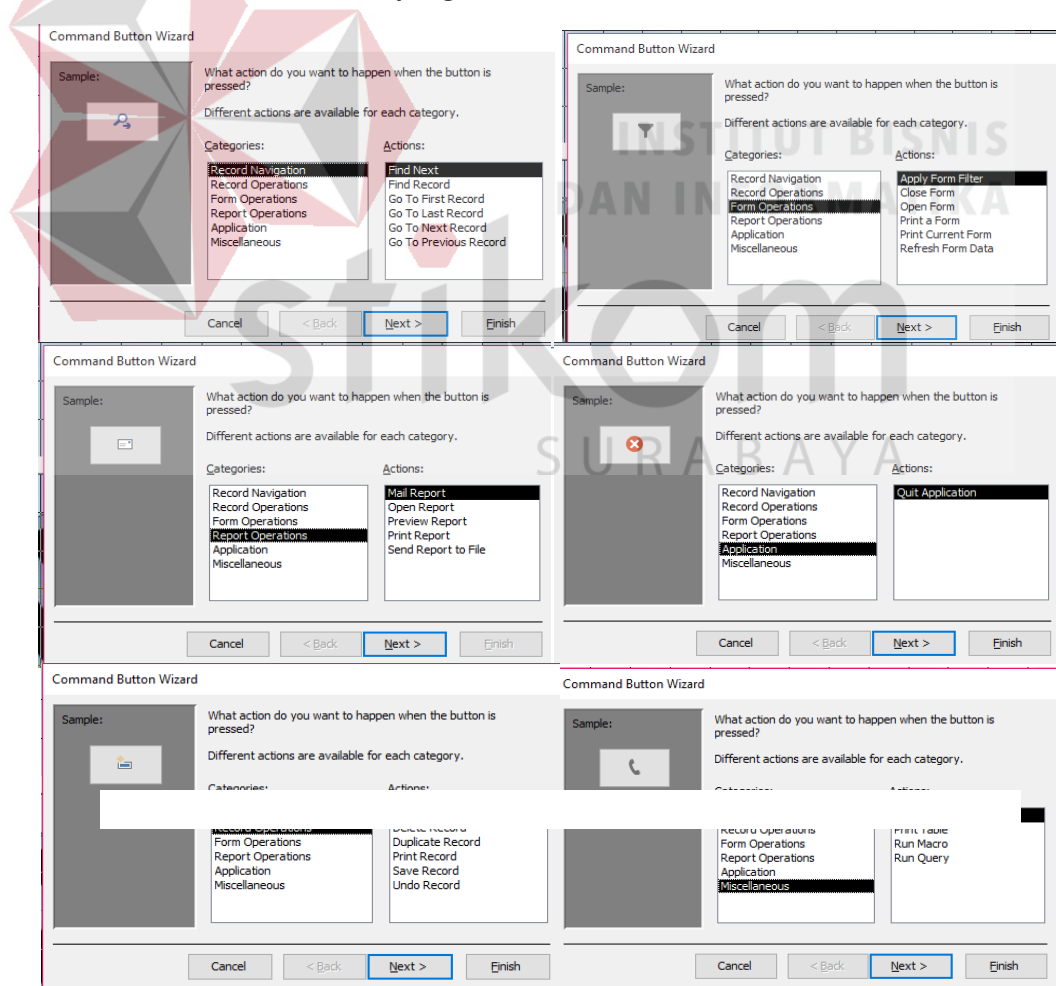 Command Button Wizard
Sample:
What action do you want to happen when the button is
pressed?
Different actions are available for each category.
Categories:
Actions:
Record Navigation
Record Operations
Form Operations
Report Operations
Application
Miscellaneous
Find Next
Find Record
Go To First Record
Go To Last Record
Go To Next Record
Go To Previous Record
Cancel
< Back
Next >
Finish
Command Button Wizard
Sample:
What action do you want to happen when the button is
pressed?
Different actions are available for each category.
Categories:
Actions:
Record Navigation
Record Operations
Form Operations
Report Operations
Application
Miscellaneous
Apply Form Filter
Close Form
Open Form
Print a Form
Print Current Form
Refresh Form Data
Cancel
< Back
Next >
Finish
Command Button Wizard
Sample:
What action do you want to happen when the button is
pressed?
Different actions are available for each category.
Categories:
Actions:
Record Navigation
Record Operations
Form Operations
Report Operations
Application
Miscellaneous
Mail Report
Open Report
Preview Report
Print Report
Send Report to File
Cancel
< Back
Next >
Finish
Command Button Wizard
Sample:
What action do you want to happen when the button is
pressed?
Different actions are available for each category.
Categories:
Actions:
Record Navigation
Record Operations
Form Operations
Report Operations
Application
Miscellaneous
Quit Application
Cancel
< Back
Next >
Finish
Command Button Wizard
Sample:
What action do you want to happen when the button is
pressed?
Different actions are available for each category.
Categories:
Actions:
Record Operations
Form Operations
Report Operations
Application
Miscellaneous
Delete Record
Duplicate Record
Print Record
Save Record
Undo Record
Cancel
< Back
Next >
Finish
Command Button Wizard
Sample:
What action do you want to happen when the button is
pressed?
Different actions are available for each category.
Categories:
Actions:
Record Operations
Form Operations
Report Operations
Application
Miscellaneous
Print Table
Run Macro
Run Query
Cancel
< Back
Next >
Finish
INSTITUT BISNIS
DAN INFORMATIKA
stikom
SURABAYA